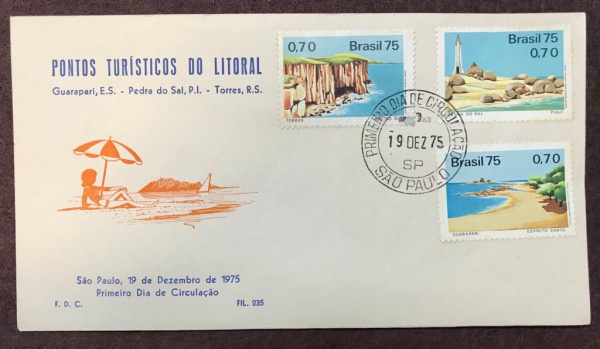 PONTOS TURÍSTICOS DO LITORAL
Guarapari, E.S. - Pedra do Sal, P.I. - Torres, R.S.
São Paulo, 19 de Dezembro de 1975
Primeiro Dia de Circulação
F. D. C.
FIL. 235
0,70 Brasil 75
TORRES
Brasil 75
0,70
DO SAL
PIAUÍ
PRIMEIRO DIA DE CIRCULAÇÃO
19 DEZ 75
SP
SÃO PAULO
Brasil 75 0,70
GUARAPARI
ESPÍRITO SANTO